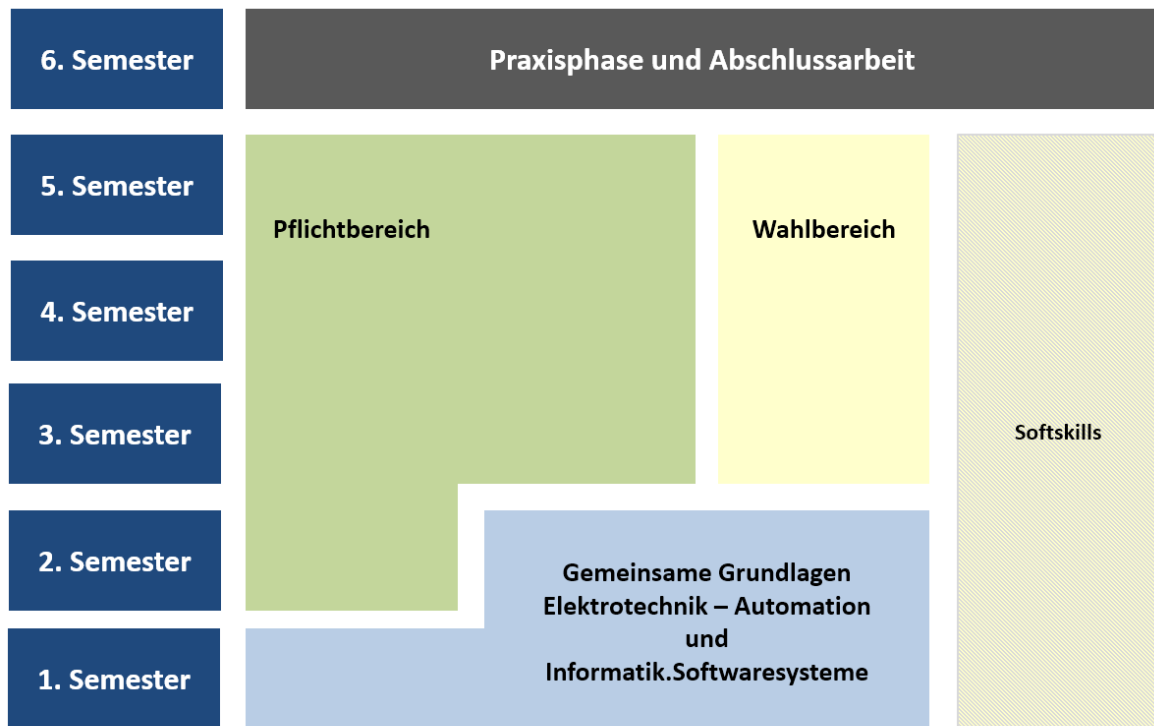 6. Semester
Praxisphase und Abschlussarbeit
5. Semester
Pflichtbereich
Wahlbereich
4. Semester
3. Semester
Softskills
2. Semester
Gemeinsame Grundlagen
Elektrotechnik – Automation
und
Informatik.Softwaresysteme
1. Semester